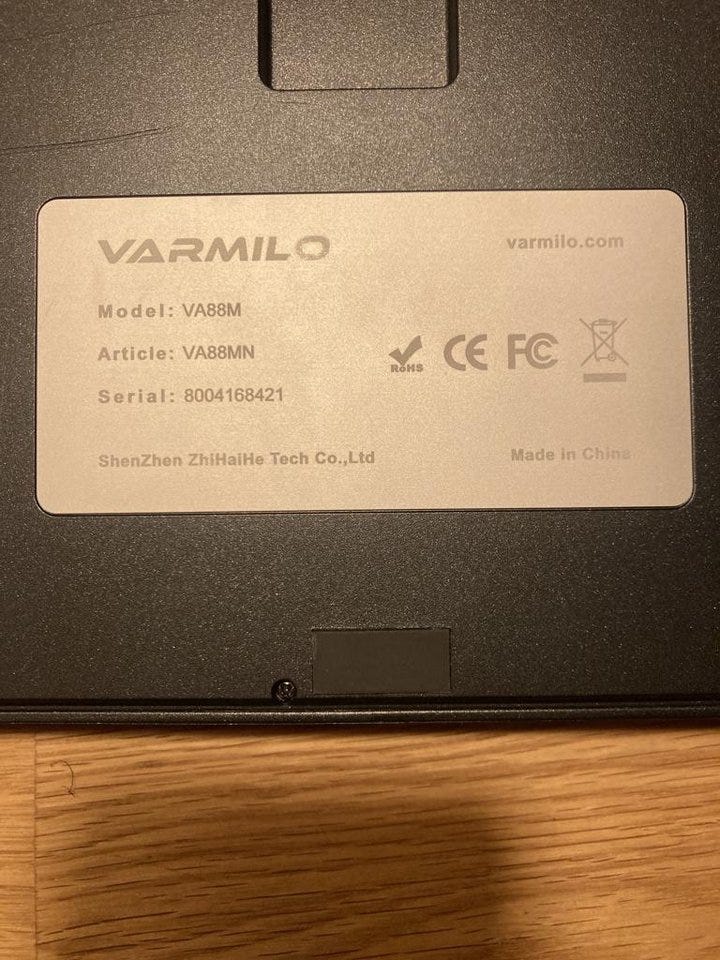 VARMILO
varmilo.com
Model: VA88M
Article: VA88MN
Serial: 8004168421
RoHS CE FC
ShenZhen ZhiHaiHe Tech Co.,Ltd
Made in China